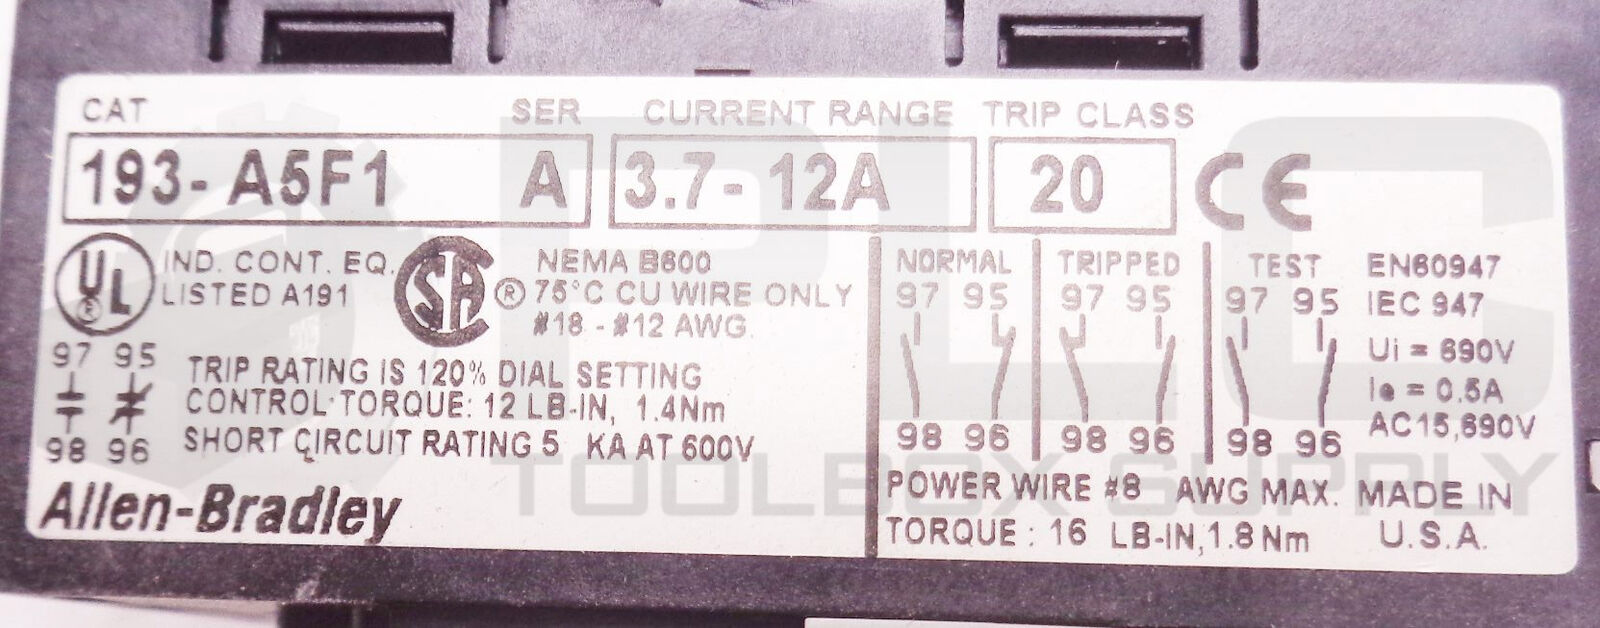 CAT SER CURRENT RANGE TRIP CLASS
193-A5F1 A 3.7-12A 20 CE
UL ® IND. CONT. EQ.
LISTED A191
SA ® NEMA B600
75°C CU WIRE ONLY
#18 - #12 AWG.
97 95
98 96
TRIP RATING IS 120% DIAL SETTING
CONTROL TORQUE: 12 LB-IN, 1.4Nm
SHORT CIRCUIT RATING 5 KA AT 600V
Allen-Bradley
NORMAL TRIPPED TEST
97 95 97 95 97 95
98 96 98 96 98 96
EN60947
IEC 947
Ui = 690V
Ie = 0.5A
AC15,690V
POWER WIRE #8 AWG MAX.
TORQUE : 16 LB-IN, 1.8Nm
MADE IN
U.S.A.
PLC
TOOLBOX SUPPLY